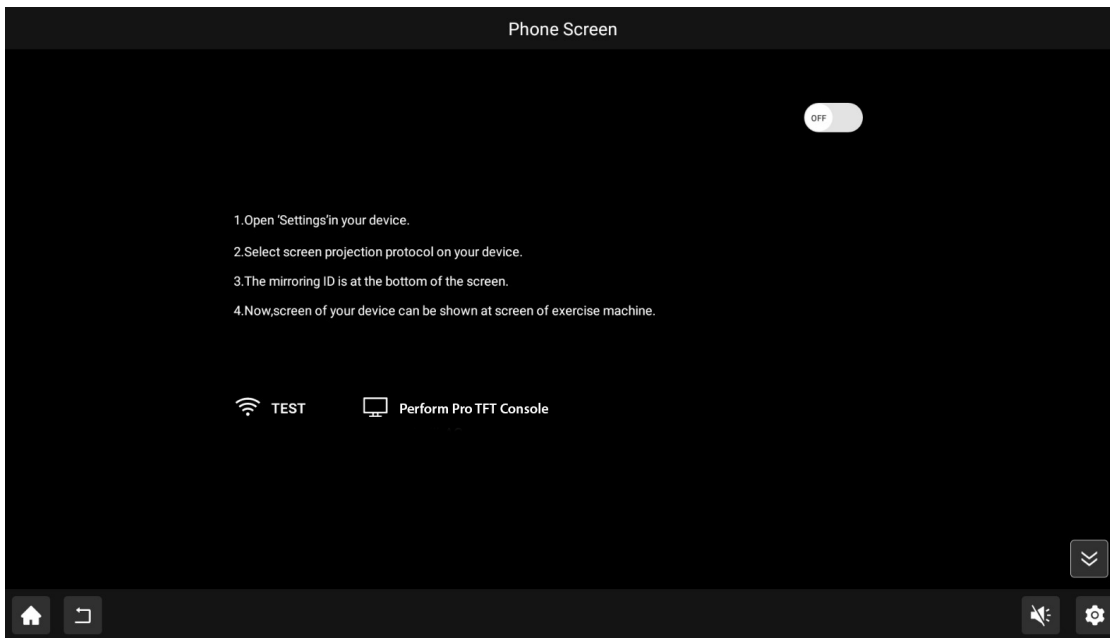 Phone Screen
OFF
1.Open ‘Settings’in your device.
2.Select screen projection protocol on your device.
3.The mirroring ID is at the bottom of the screen.
4.Now,screen of your device can be shown at screen of exercise machine.
TEST Perform Pro TFT Console